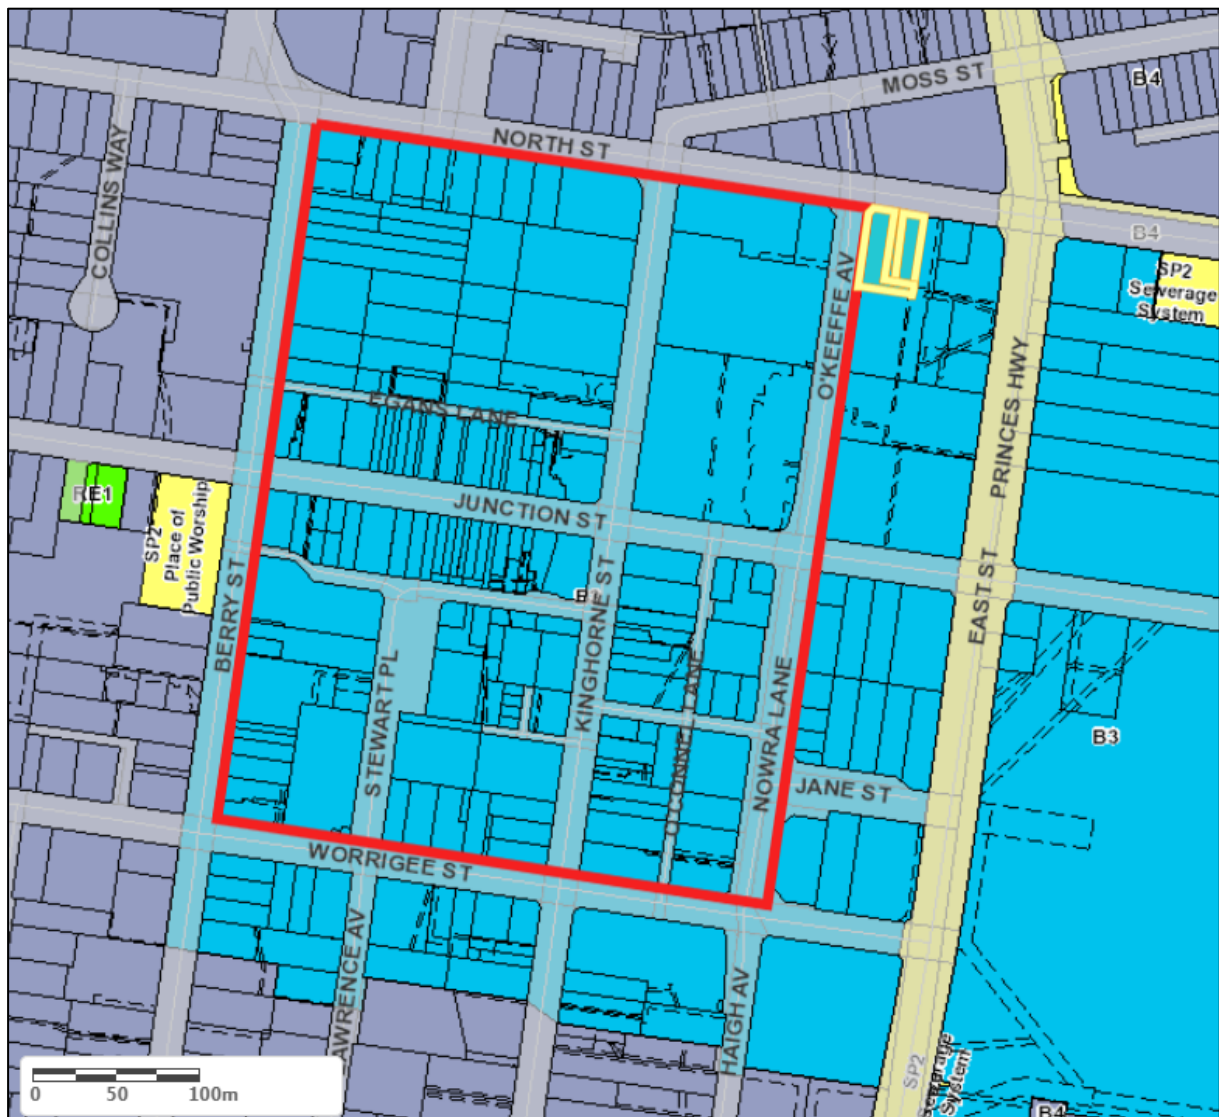 MOSS ST
B4
NORTH ST
COLLINS WAY
B4
SP2
Sewerage
System
O'KEEFFE AV
PRINCES HWY
EGANS LANE
RE1
SP2
Place of
Public Worship
JUNCTION ST
EAST ST
BERRY ST
KINGHORNE ST
STEWART PL
O'CONNELL LANE
NOWRA LANE
B3
JANE ST
WORRIGEE ST
LAWRENCE AV
HAIGH AV
SP2
Sewerage
System
B4
0 50 100m